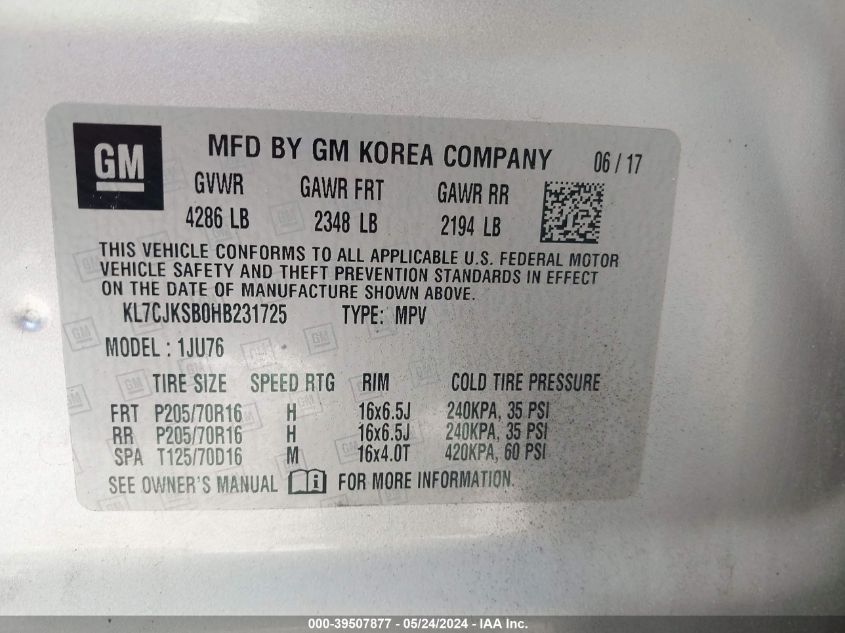 GM
MFD BY GM KOREA COMPANY 06 / 17
GVWR GAWR FRT GAWR RR
4286 LB 2348 LB 2194 LB
THIS VEHICLE CONFORMS TO ALL APPLICABLE U.S. FEDERAL MOTOR
VEHICLE SAFETY AND THEFT PREVENTION STANDARDS IN EFFECT
ON THE DATE OF MANUFACTURE SHOWN ABOVE.
KL7CJKSB0HB231725 TYPE: MPV
MODEL : 1JU76
TIRE SIZE SPEED RTG RIM COLD TIRE PRESSURE
FRT P205/70R16 H 16x6.5J 240KPA, 35 PSI
RR P205/70R16 H 16x6.5J 240KPA, 35 PSI
SPA T125/70D16 M 16x4.0T 420KPA, 60 PSI
SEE OWNER'S MANUAL FOR MORE INFORMATION.
000-39507877 - 05/24/2024 - IAA Inc.